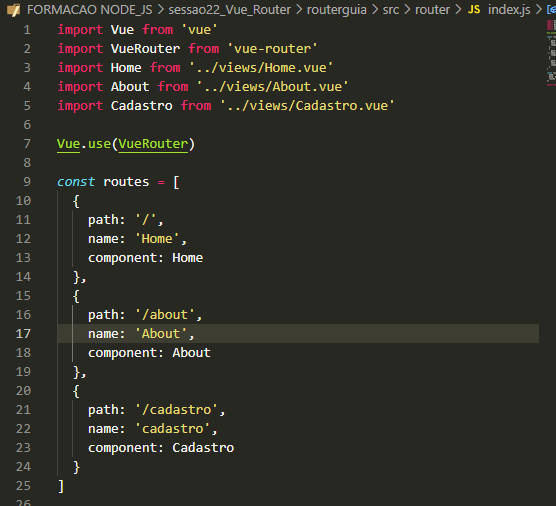 FORMACAO NODE_JS > sessao22_Vue_Router > routerguia > src > router > JS index.js >
1 import Vue from 'vue'
2 import VueRouter from 'vue-router'
3 import Home from '../views/Home.vue'
4 import About from '../views/About.vue'
5 import Cadastro from '../views/Cadastro.vue'
6
7 Vue.use(VueRouter)
8
9 const routes = [
10 {
11 path: '/',
12 name: 'Home',
13 component: Home
14 },
15 {
16 path: '/about',
17 name: 'About',
18 component: About
19 },
20 {
21 path: '/cadastro',
22 name: 'cadastro',
23 component: Cadastro
24 }
25 ]
26